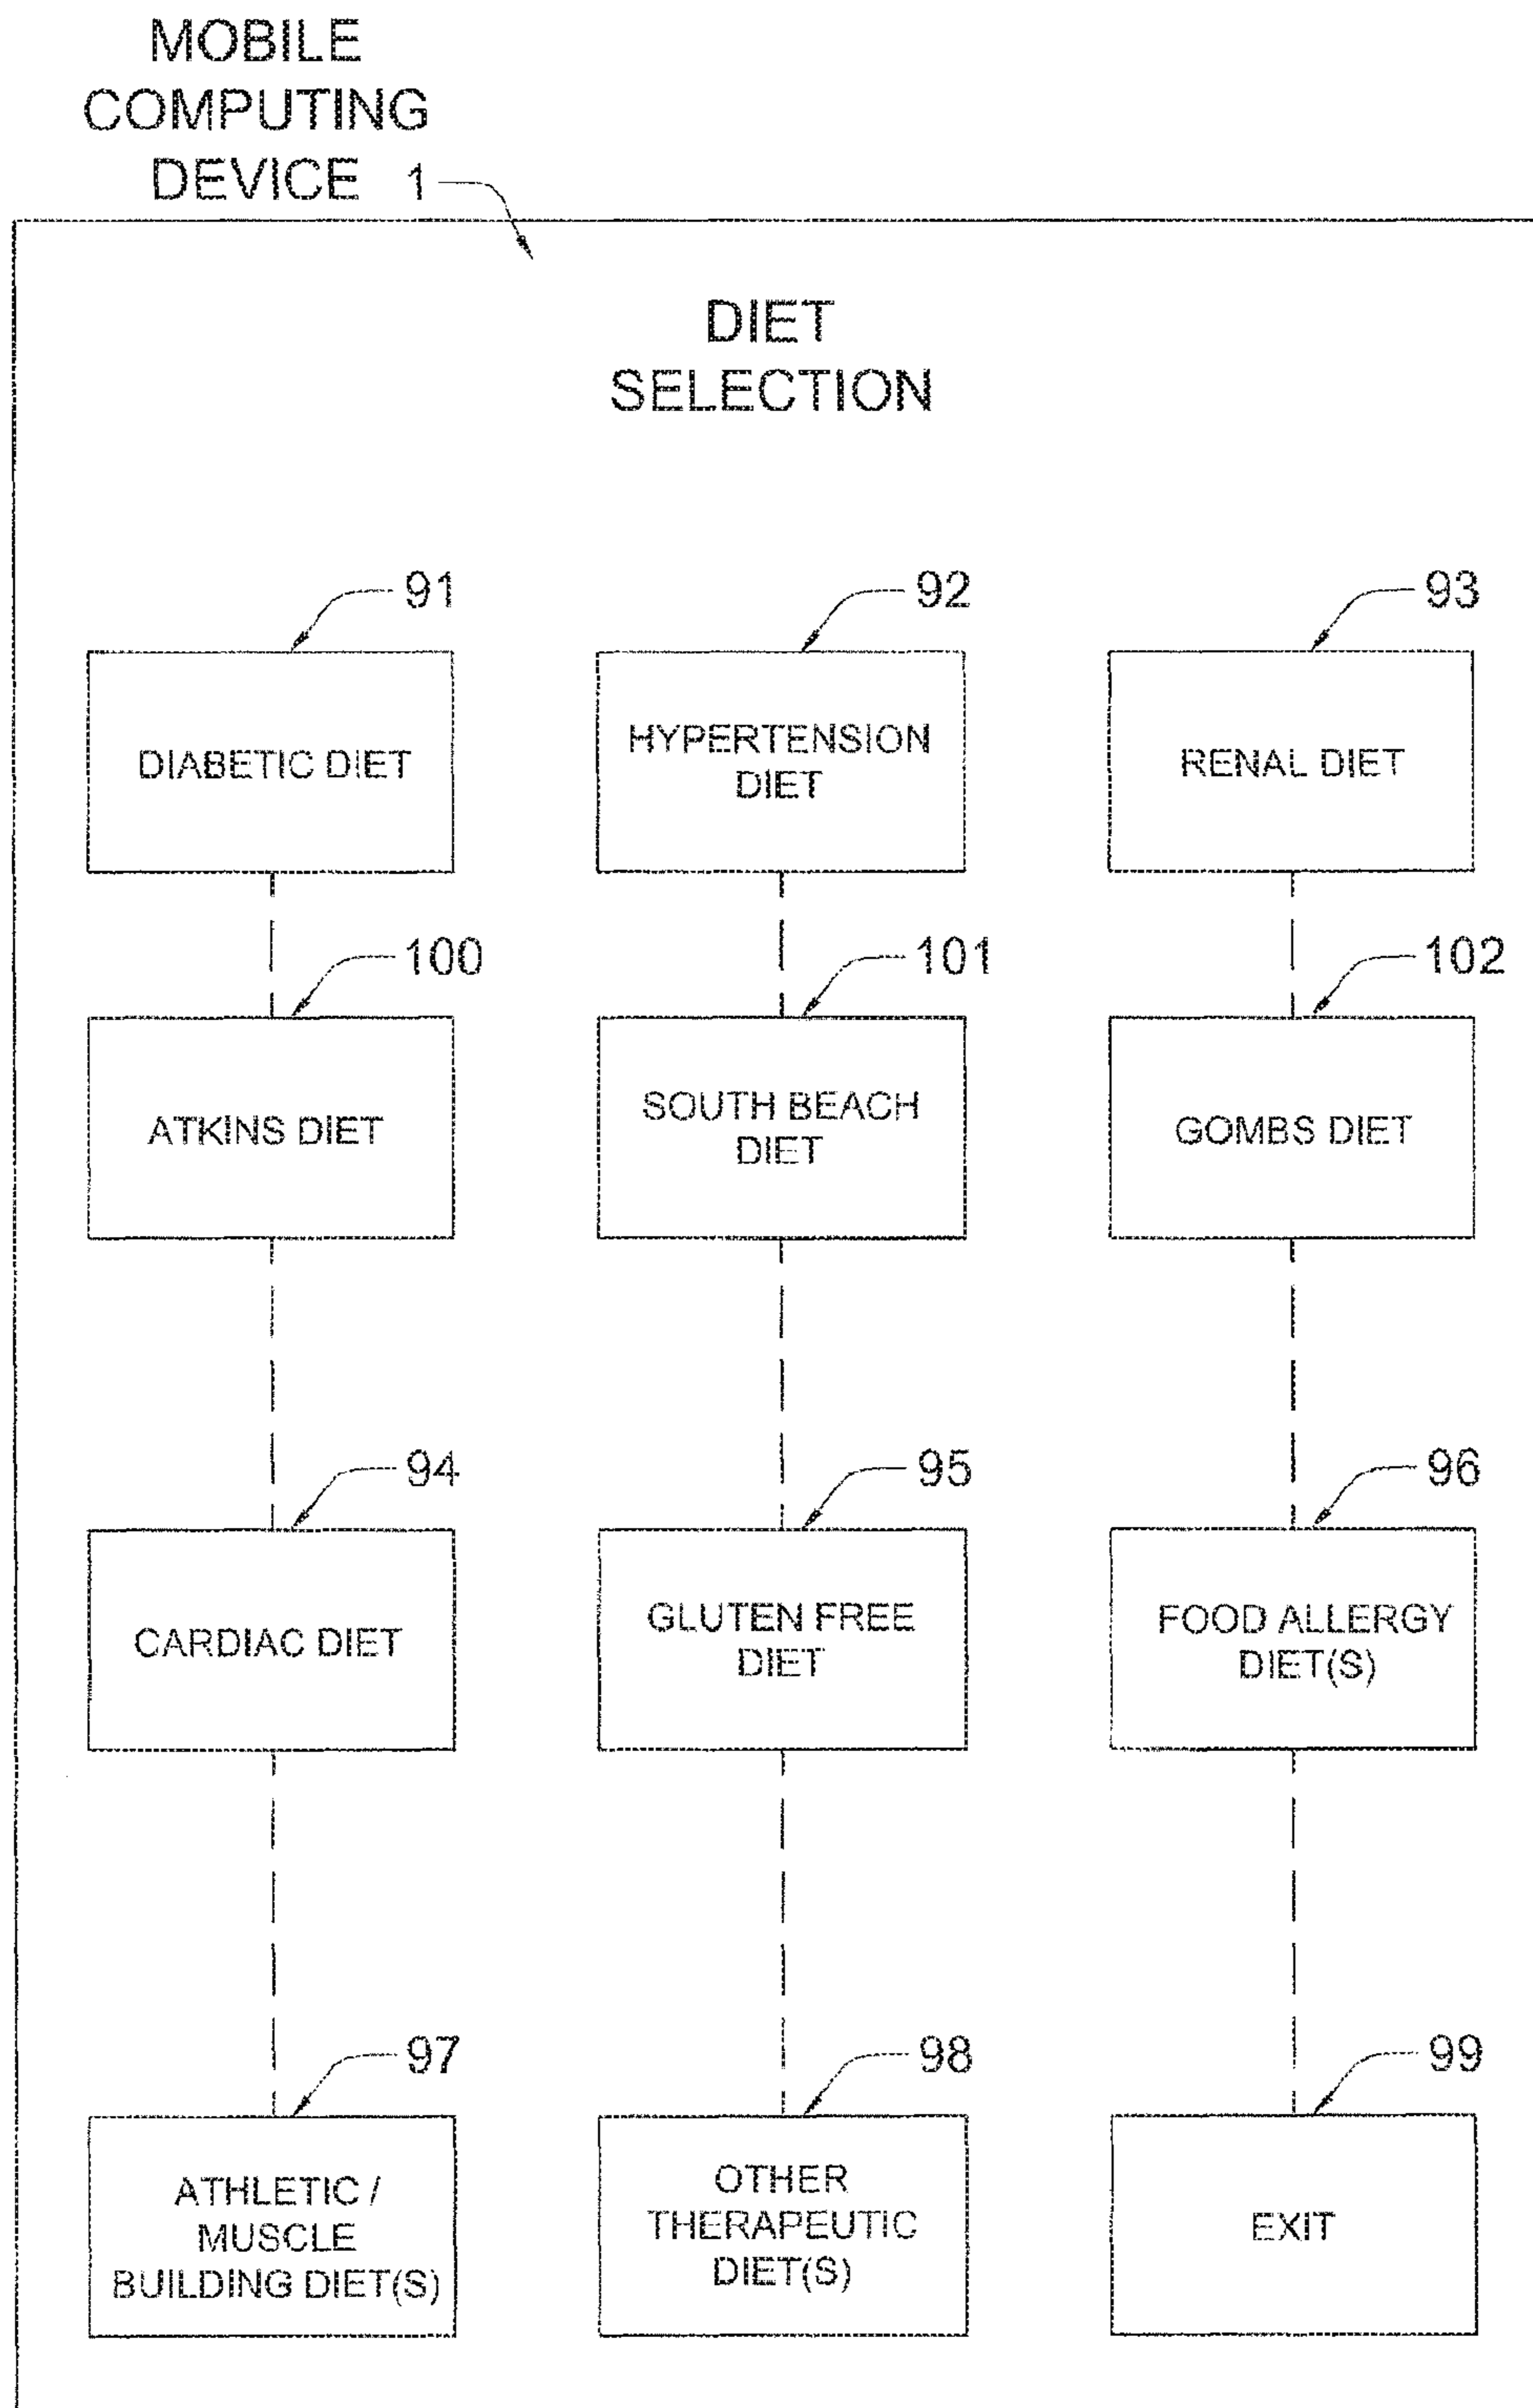 MOBILE
COMPUTING
DEVICE 1
DIET
SELECTION
91
92
93
DIABETIC DIET
HYPERTENSION
DIET
RENAL DIET
100
101
102
ATKINS DIET
SOUTH BEACH
DIET
GOMBS DIET
94
95
96
CARDIAC DIET
GLUTEN FREE
DIET
FOOD ALLERGY
DIET(S)
97
98
99
ATHLETIC /
MUSCLE
BUILDING DIET(S)
OTHER
THERAPEUTIC
DIET(S)
EXIT